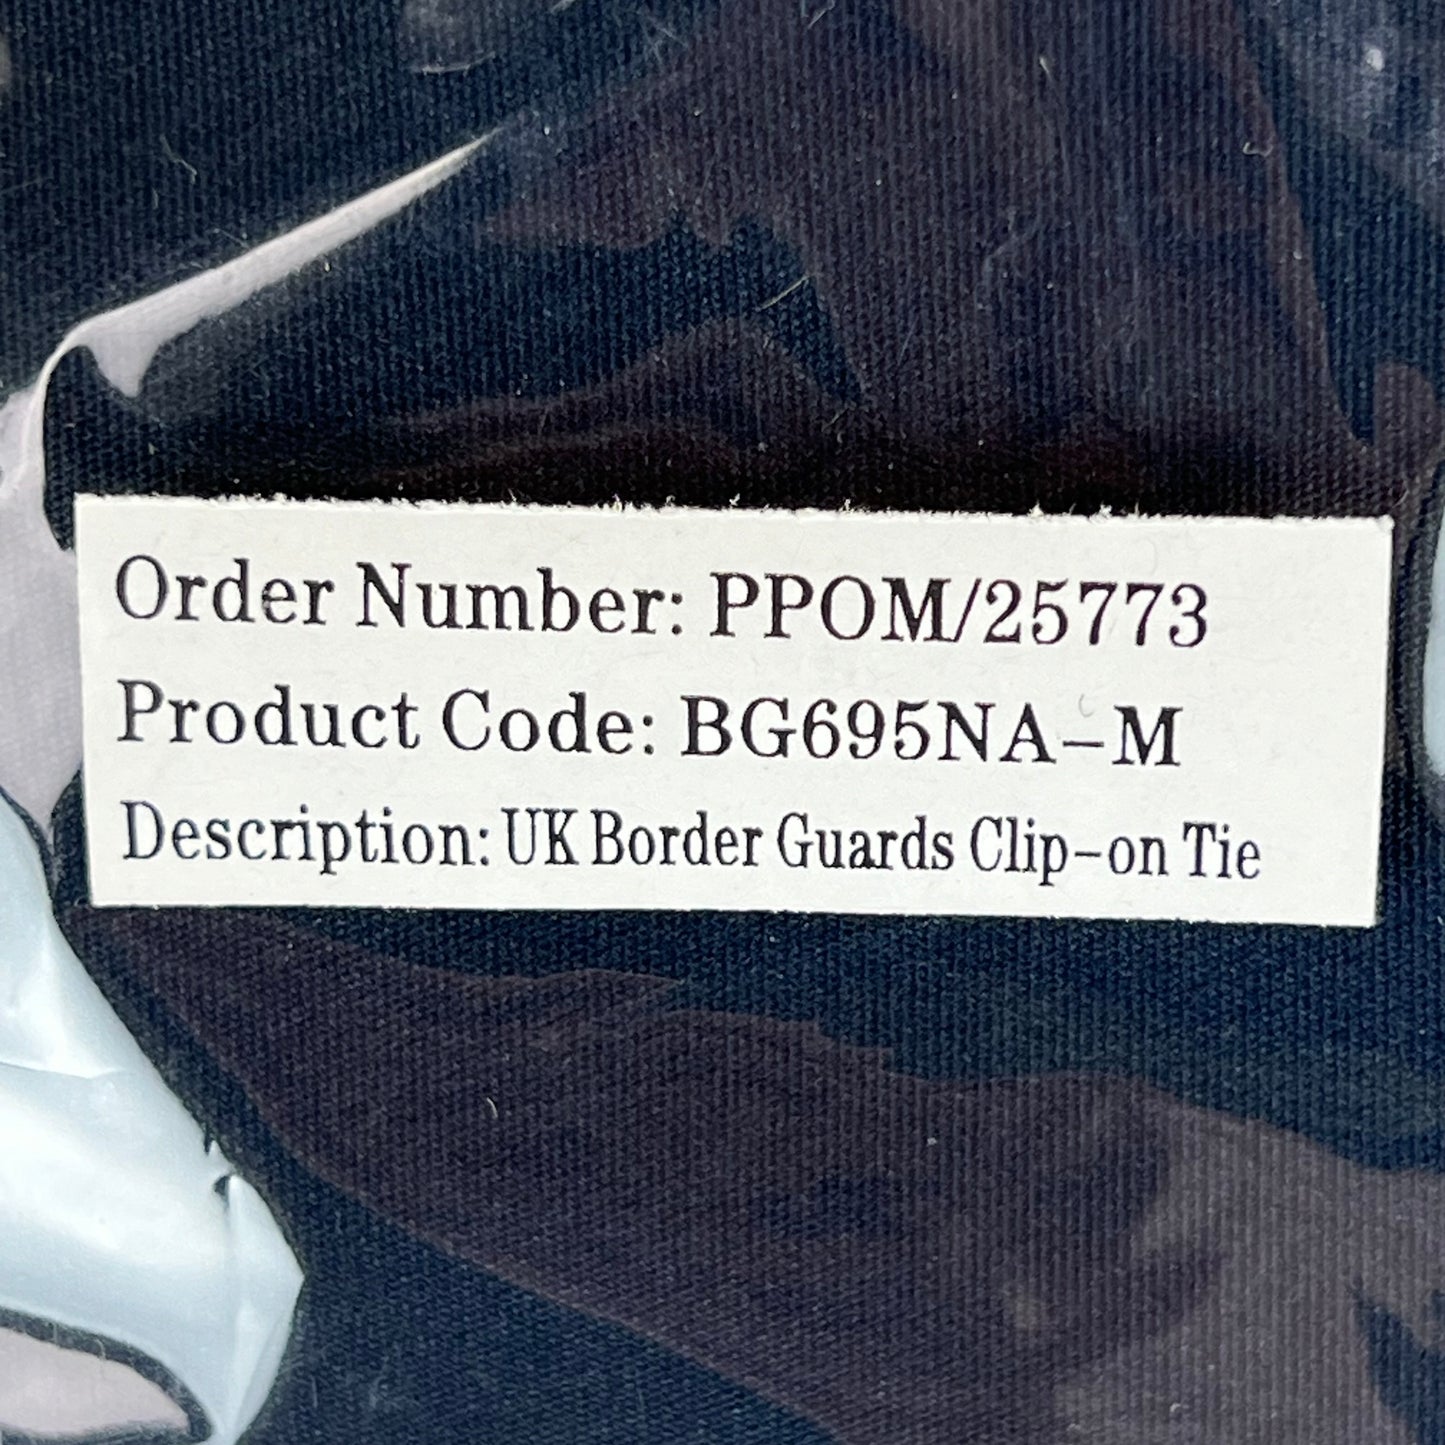 Order Number: PPOM/25773
Product Code: BG695NA-M
Description: UK Border Guards Clip-on Tie